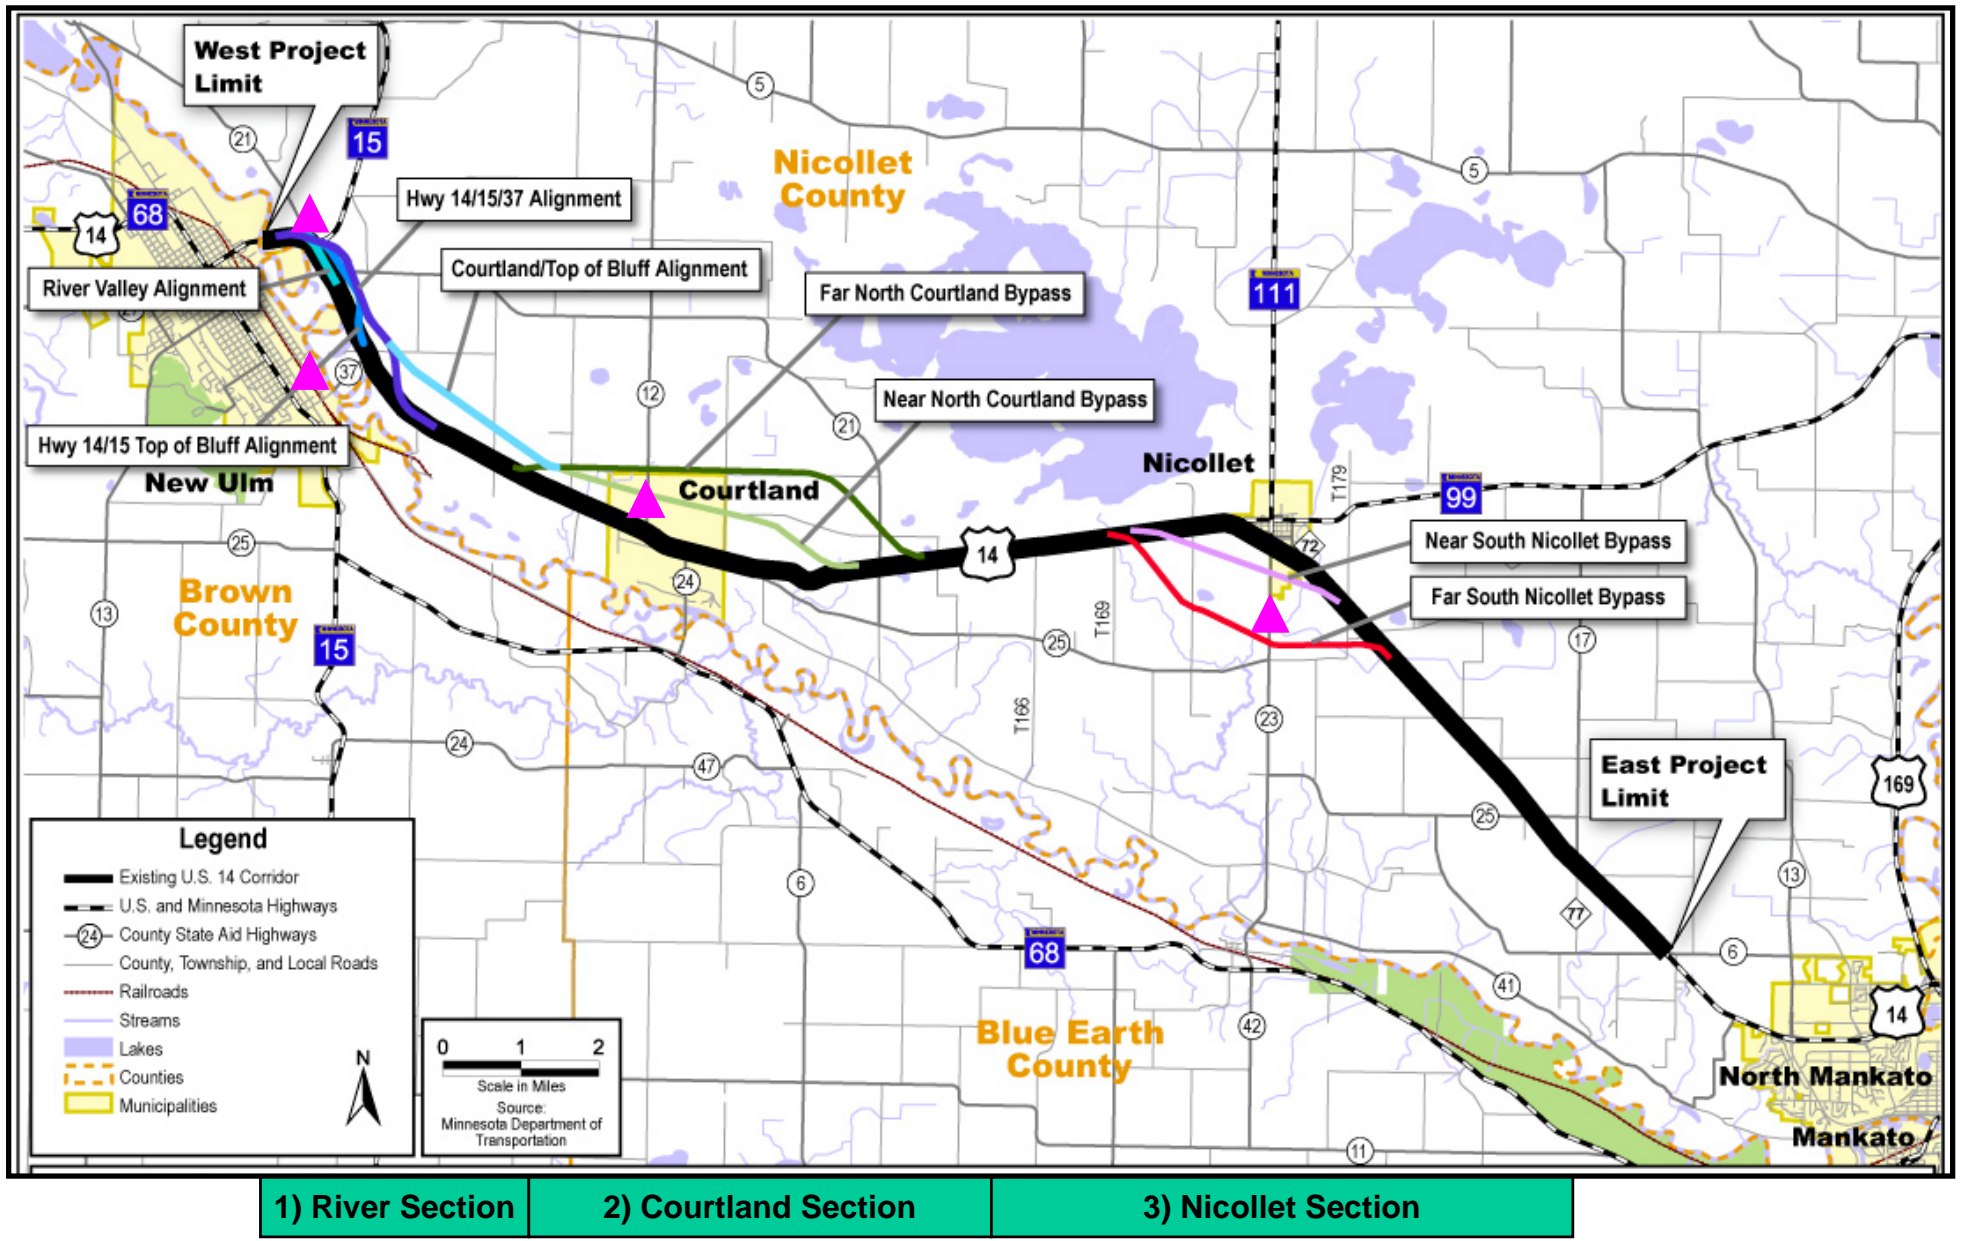 West Project
Limit
21
MINNESOTA
15
5
5
Nicollet
County
MINNESOTA
68
14
Hwy 14/15/37 Alignment
River Valley Alignment
Courtland/Top of Bluff Alignment
Far North Courtland Bypass
MINNESOTA
111
37
12
Near North Courtland Bypass
21
Hwy 14/15 Top of Bluff Alignment
New Ulm
Courtland
Nicollet
T179
MINNESOTA
99
25
14
72
Near South Nicollet Bypass
Brown
County
13
24
Far South Nicollet Bypass
MINNESOTA
15
25
T169
17
T166
23
24
47
East Project
Limit
169
25
13
6
77
MINNESOTA
68
6
41
14
42
Blue Earth
County
North Mankato
Mankato
11
Legend
Existing U.S. 14 Corridor
U.S. and Minnesota Highways
24 County State Aid Highways
County, Township, and Local Roads
Railroads
Streams
Lakes
Counties
Municipalities
N
0 1 2
Scale in Miles
Source:
Minnesota Department of
Transportation
1) River Section 2) Courtland Section 3) Nicollet Section